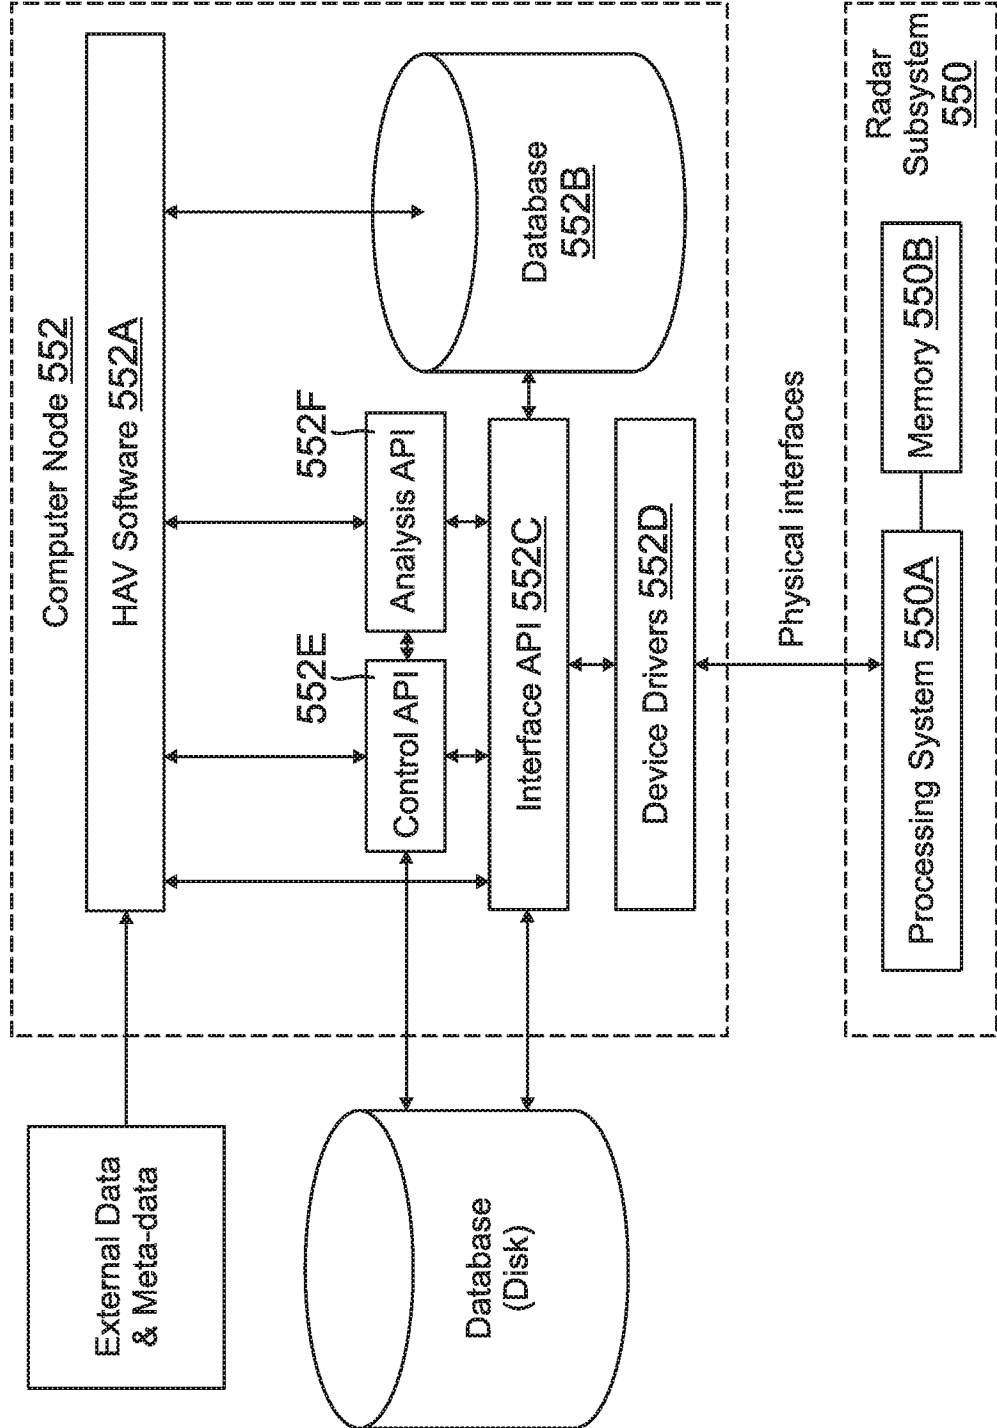 External Data
& Meta-data
Computer Node 552
HAV Software 552A
552E
552F
Control API
Analysis API
Database
552B
Database
(Disk)
Interface API 552C
Device Drivers 552D
Physical interfaces
Radar
Subsystem
550
Processing System 550A
Memory 550B